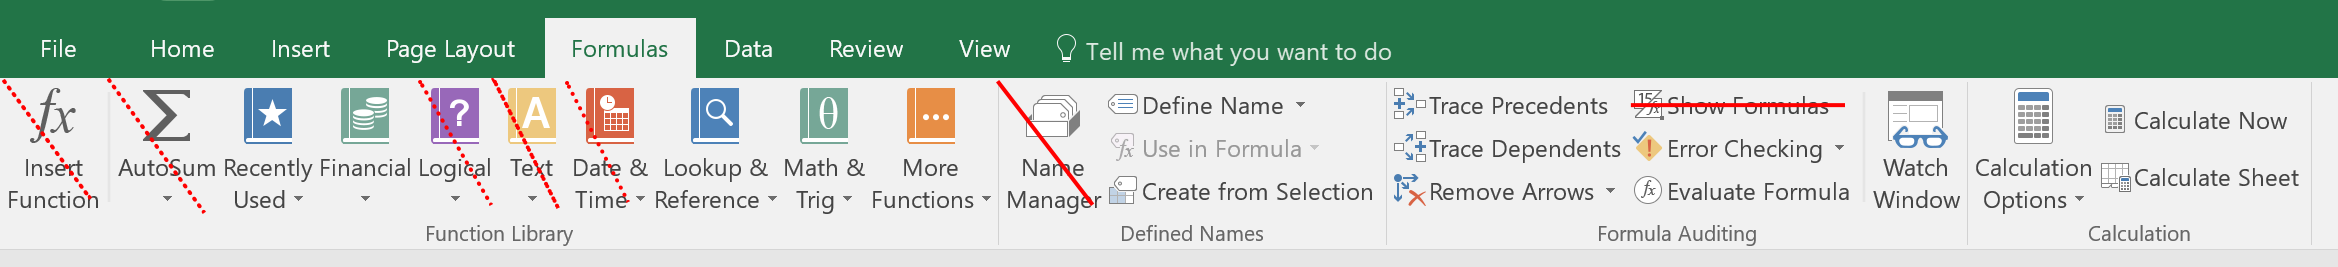 File Home Insert Page Layout Formulas Data Review View Tell me what you want to do
Insert Function
AutoSum
Recently Used
Financial
Logical
Text
Date & Time
Lookup & Reference
Math & Trig
More Functions
Function Library
Name Manager
Define Name
Use in Formula
Create from Selection
Defined Names
Trace Precedents
Trace Dependents
Remove Arrows
Show Formulas
Error Checking
Evaluate Formula
Watch Window
Formula Auditing
Calculation Options
Calculate Now
Calculate Sheet
Calculation